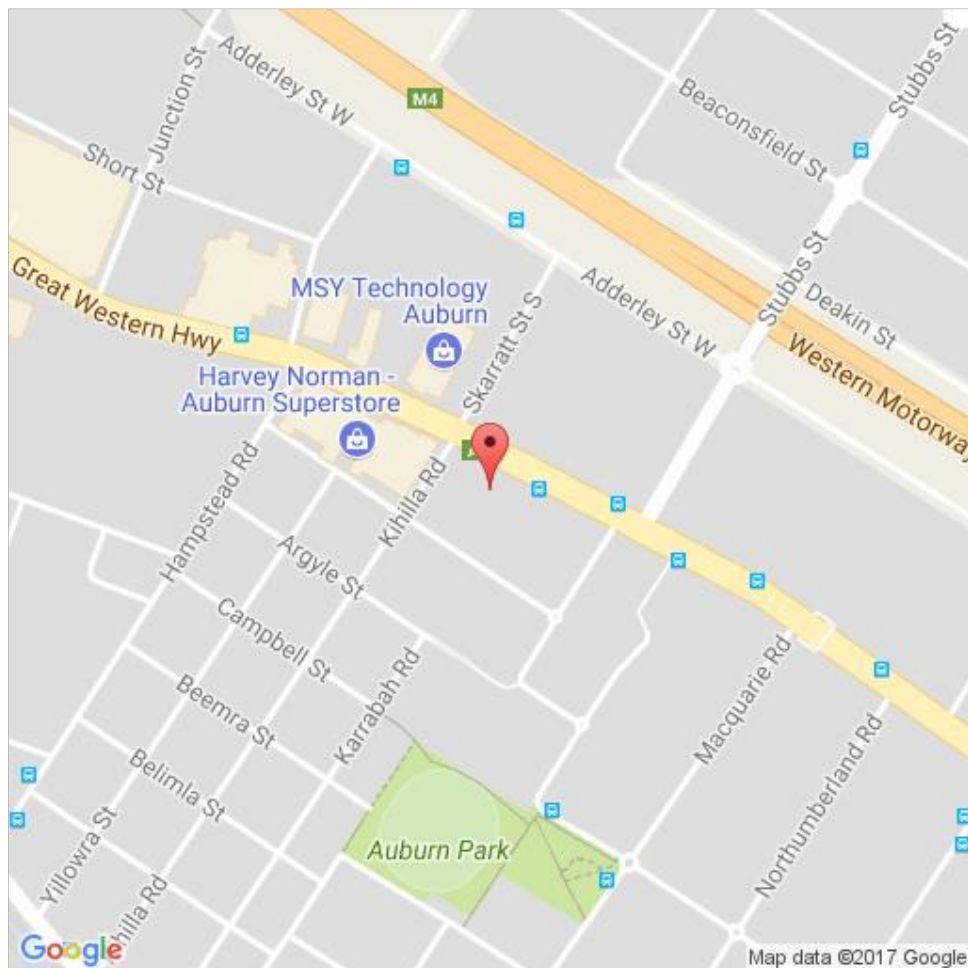 Stubbs St
Adderley St W
Junction St
M4
Beaconsfield St
Short St
Stubbs St
Great Western Hwy
MSY Technology
Auburn
Adderley St W
Deakin St
Skarratt St S
Western Motorway
Harvey Norman -
Auburn Superstore
Hampstead Rd
Kihilla Rd
Argyle St
Campbell St
Karrabah Rd
Beemra St
Macquarie Rd
Belimla St
Northumberland Rd
Auburn Park
Yillowra St
hilla Rd
Google
Map data ©2017 Google